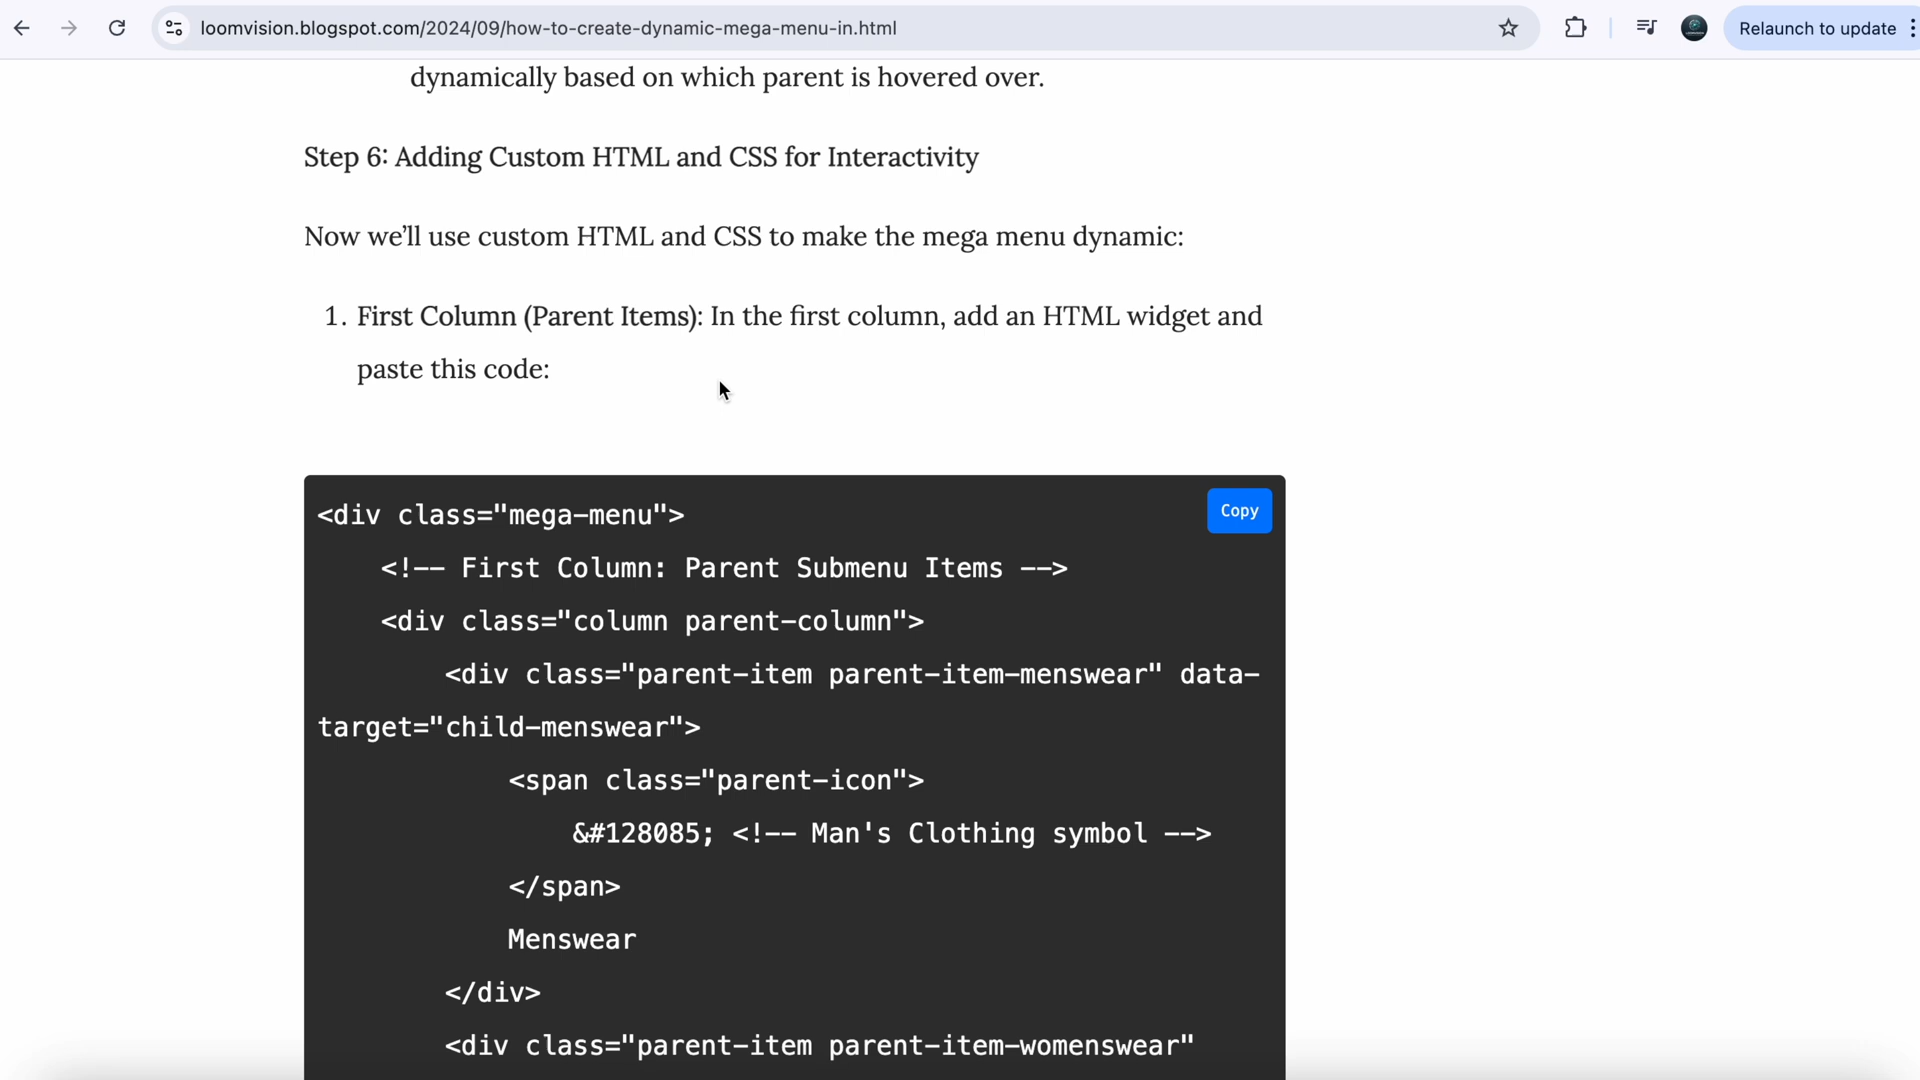 loomvision.blogspot.com/2024/09/how-to-create-dynamic-mega-menu-in.html
Relaunch to update
dynamically based on which parent is hovered over.
Step 6: Adding Custom HTML and CSS for Interactivity
Now we’ll use custom HTML and CSS to make the mega menu dynamic:
1. First Column (Parent Items): In the first column, add an HTML widget and
paste this code:
Copy
<div class="mega-menu">
<!-- First Column: Parent Submenu Items -->
<div class="column parent-column">
<div class="parent-item parent-item-menswear" data-
target="child-menswear">
<span class="parent-icon">
&#128085; <!-- Man's Clothing symbol -->
</span>
Menswear
</div>
<div class="parent-item parent-item-womenswear"